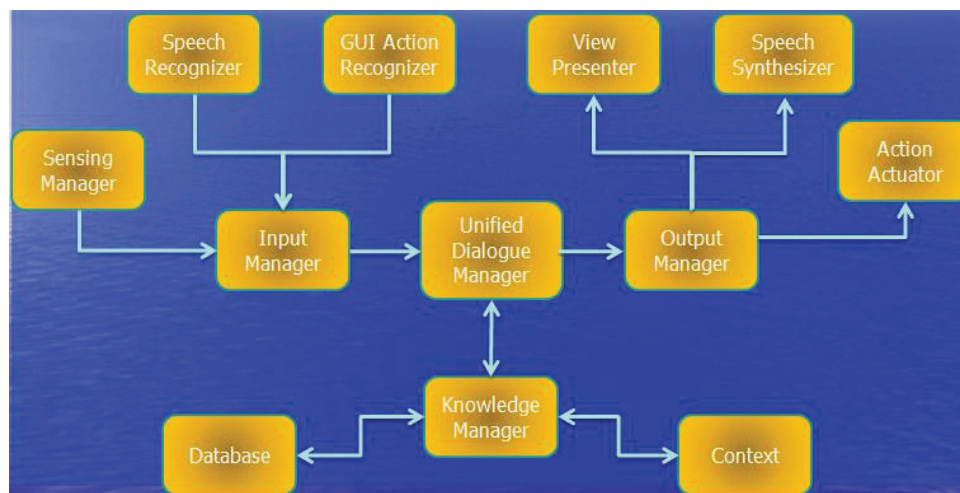 Speech
Recognizer
GUI Action
Recognizer
View
Presenter
Speech
Synthesizer
Sensing
Manager
Action
Actuator
Input
Manager
Unified
Dialogue
Manager
Output
Manager
Knowledge
Manager
Database
Context